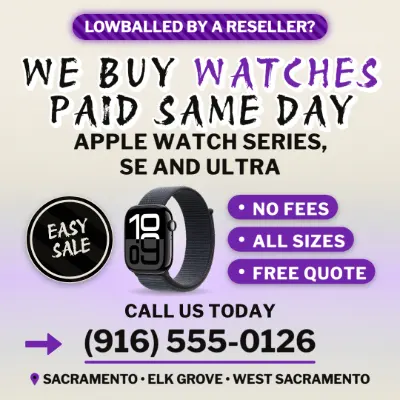 LOWBALLED BY A RESELLER?
WE BUY WATCHES
PAID SAME DAY
APPLE WATCH SERIES,
SE AND ULTRA
EASY
SALE
10
09
• NO FEES
• ALL SIZES
• FREE QUOTE
CALL US TODAY
(916) 555-0126
SACRAMENTO • ELK GROVE • WEST SACRAMENTO